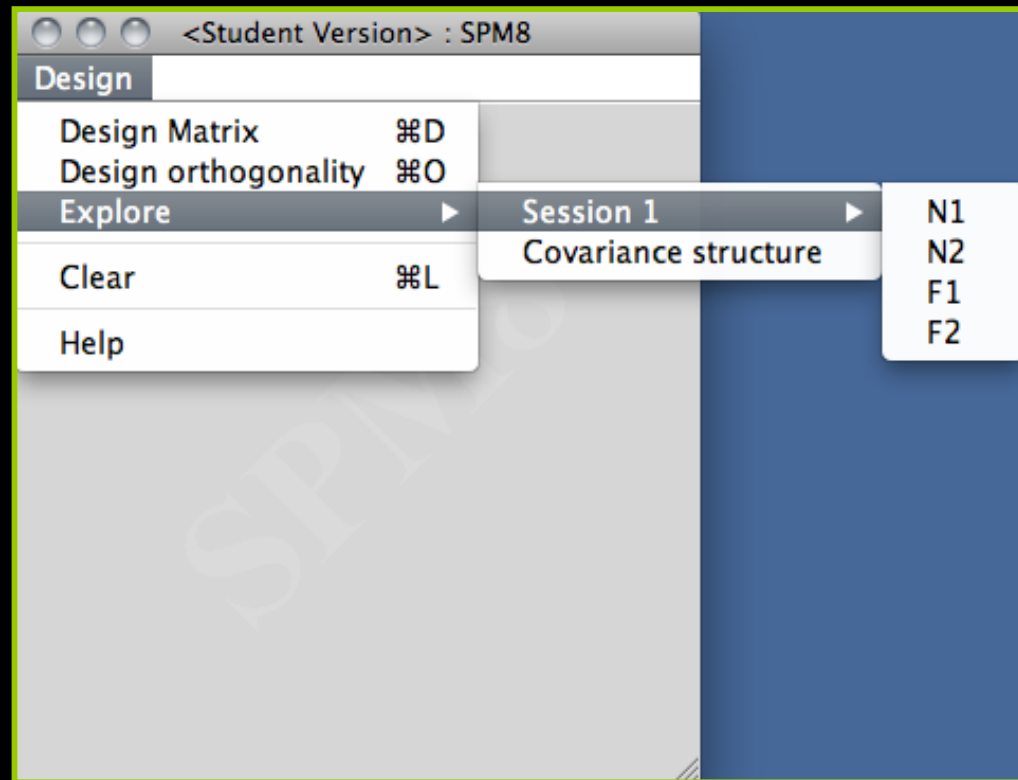 <Student Version> : SPM8
Design
Design Matrix ⌘D
Design orthogonality ⌘O
Explore ▶ Session 1 ▶ N1
Covariance structure N2
F1
Clear ⌘L F2
Help
SPM8